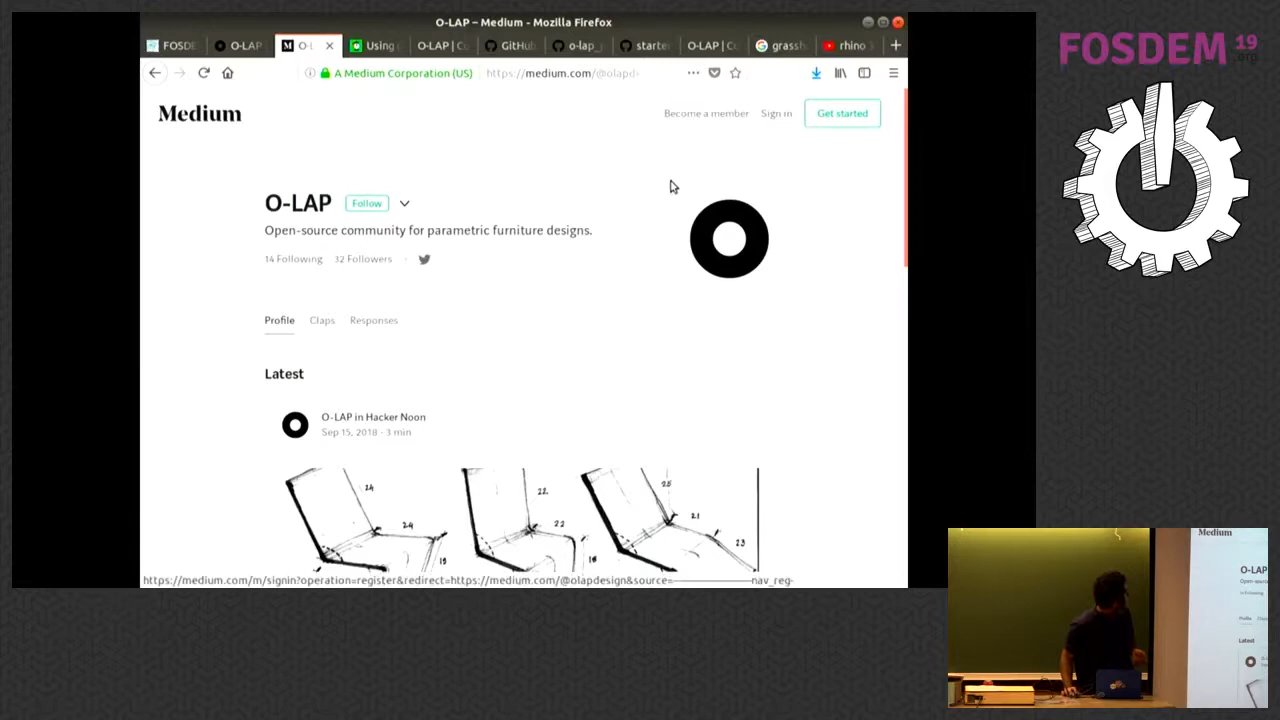 O-LAP – Medium - Mozilla Firefox
FOSDE
O-LAP
O-L
Using
O-LAP | Co
GitHub
o-lap_
starte
O-LAP | Co
grassh
rhino
A Medium Corporation (US)
https://medium.com/@olapd
Medium
Become a member
Sign in
Get started
O-LAP
Follow
Open-source community for parametric furniture designs.
14 Following
32 Followers
Profile
Claps
Responses
Latest
O-LAP in Hacker Noon
Sep 15, 2018 · 3 min
24
24
22
22
21
23
https://medium.com/m/signin?operation=register&redirect=https://medium.com/@olapdesign&source=--------------------------nav_reg-
FOSDEM 19
.org
Medium
O-LAP
Latest